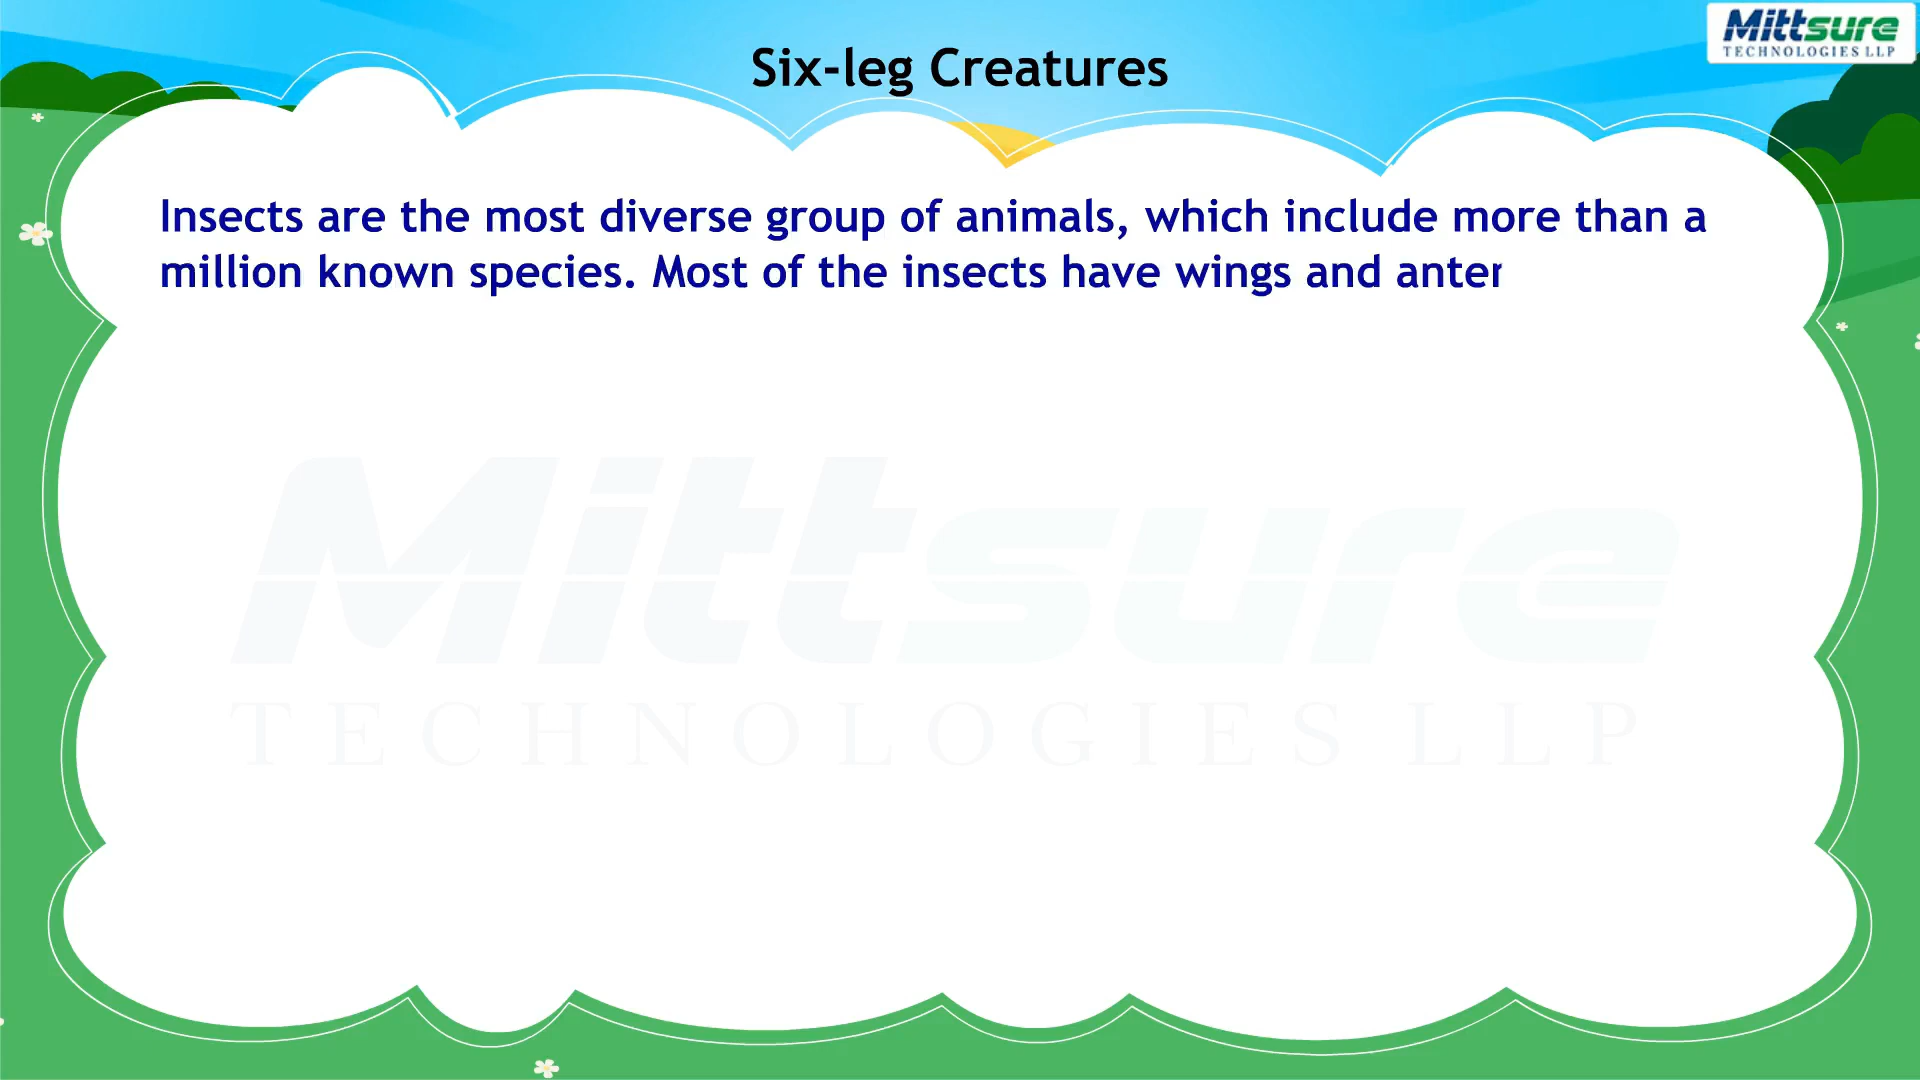 Six-leg Creatures
Mittsure
TECHNOLOGIES LLP
Insects are the most diverse group of animals, which include more than a
million known species. Most of the insects have wings and
Mittsure
TECHNOLOGIES LLP